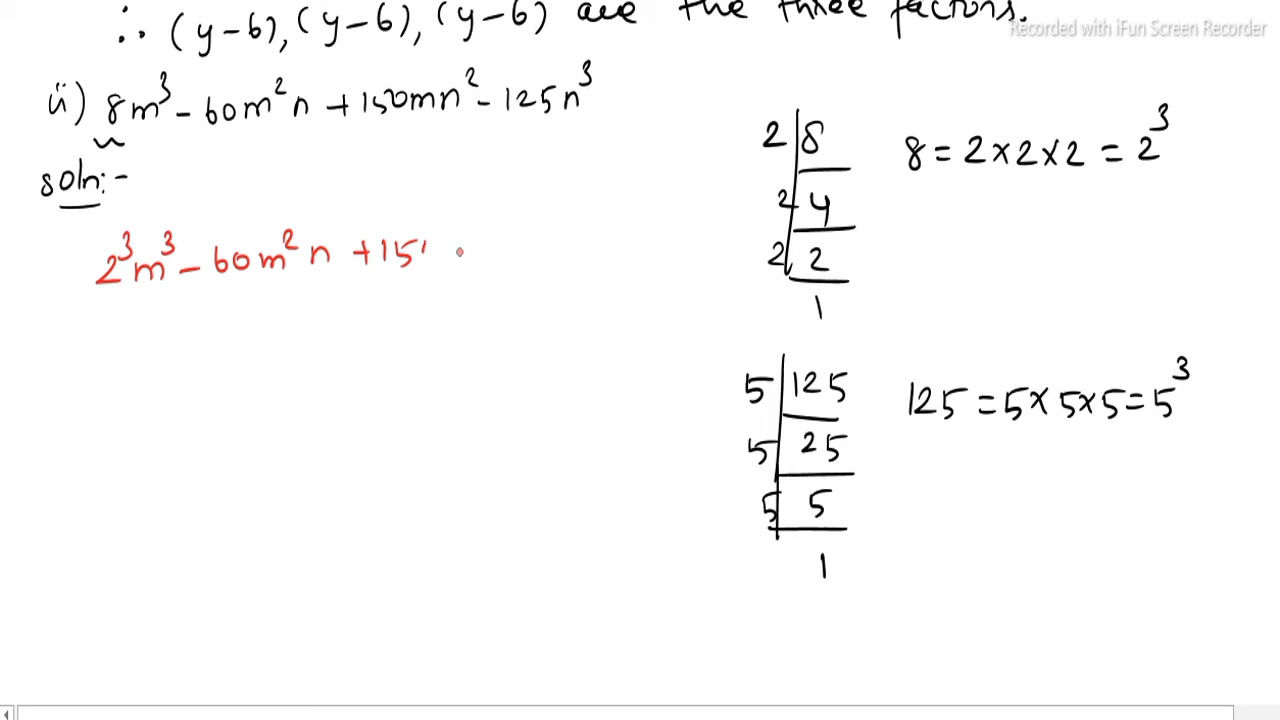 ∴ (y-6), (y-6), (y-6) are the three factors.
Recorded with iFun Screen Recorder
ii) 8m³ - 60m²n + 150mn² - 125n³
soln:-
2³m³ - 60m²n + 15
2 | 8
2 | 4
2 | 2
1
8 = 2 × 2 × 2 = 2³
5 | 125
5 | 25
5 | 5
1
125 = 5 × 5 × 5 = 5³